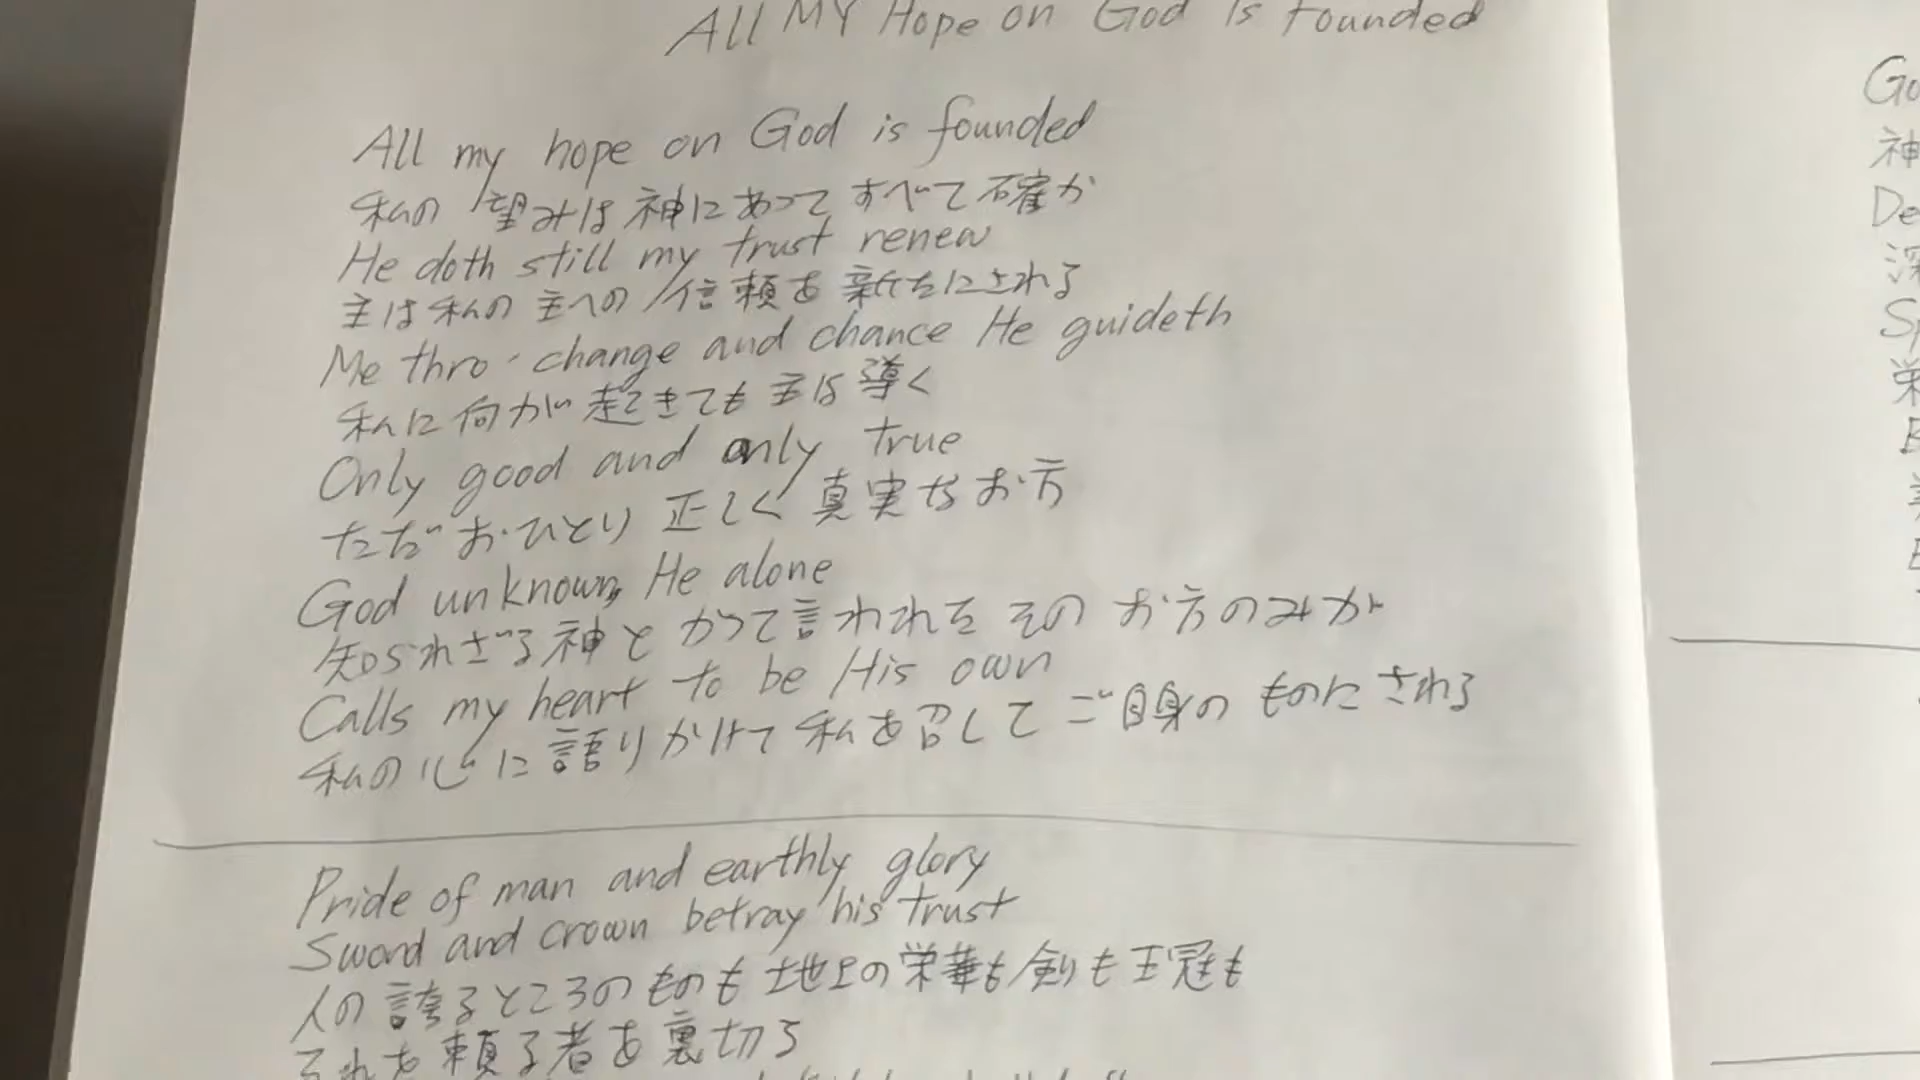 All MY Hope on God is founded
All my hope on God is founded
私の望みは神にあってすべて確か
He doth still my trust renew
主は私の主への信頼を新たにされる
Me thro' change and chance He guideth
私に何が起きても主は導く
Only good and only true
ただおひとり正しく真実なお方
God unknown, He alone
知られざる神とかつて言われたそのお方のみが
Calls my heart to be His own
私の心に語りかけて私を召してご自身のものにされる
Pride of man and earthly glory
Sword and crown betray his trust
人の誇るところのものも地上の栄華も剣も王冠も
それを頼る者を裏切る
Go
神
De
深
Sp
栄